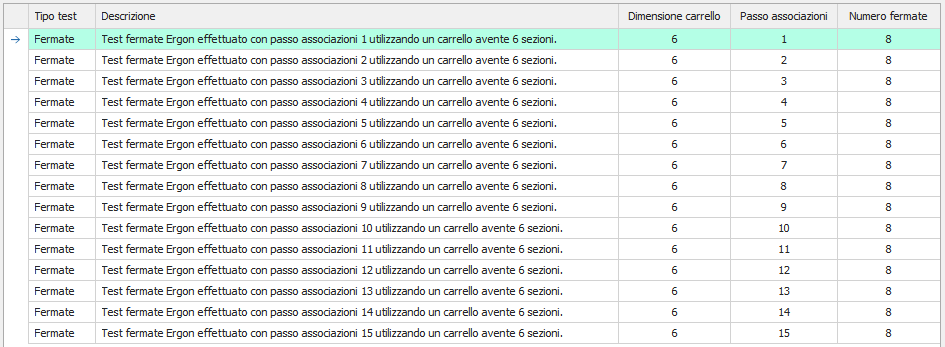 Tipo test Descrizione Dimensione carrello Passo associazioni Numero fermate
Fermate Test fermate Ergon effettuato con passo associazioni 1 utilizzando un carrello avente 6 sezioni. 6 1 8
Fermate Test fermate Ergon effettuato con passo associazioni 2 utilizzando un carrello avente 6 sezioni. 6 2 8
Fermate Test fermate Ergon effettuato con passo associazioni 3 utilizzando un carrello avente 6 sezioni. 6 3 8
Fermate Test fermate Ergon effettuato con passo associazioni 4 utilizzando un carrello avente 6 sezioni. 6 4 8
Fermate Test fermate Ergon effettuato con passo associazioni 5 utilizzando un carrello avente 6 sezioni. 6 5 8
Fermate Test fermate Ergon effettuato con passo associazioni 6 utilizzando un carrello avente 6 sezioni. 6 6 8
Fermate Test fermate Ergon effettuato con passo associazioni 7 utilizzando un carrello avente 6 sezioni. 6 7 8
Fermate Test fermate Ergon effettuato con passo associazioni 8 utilizzando un carrello avente 6 sezioni. 6 8 8
Fermate Test fermate Ergon effettuato con passo associazioni 9 utilizzando un carrello avente 6 sezioni. 6 9 8
Fermate Test fermate Ergon effettuato con passo associazioni 10 utilizzando un carrello avente 6 sezioni. 6 10 8
Fermate Test fermate Ergon effettuato con passo associazioni 11 utilizzando un carrello avente 6 sezioni. 6 11 8
Fermate Test fermate Ergon effettuato con passo associazioni 12 utilizzando un carrello avente 6 sezioni. 6 12 8
Fermate Test fermate Ergon effettuato con passo associazioni 13 utilizzando un carrello avente 6 sezioni. 6 13 8
Fermate Test fermate Ergon effettuato con passo associazioni 14 utilizzando un carrello avente 6 sezioni. 6 14 8
Fermate Test fermate Ergon effettuato con passo associazioni 15 utilizzando un carrello avente 6 sezioni. 6 15 8